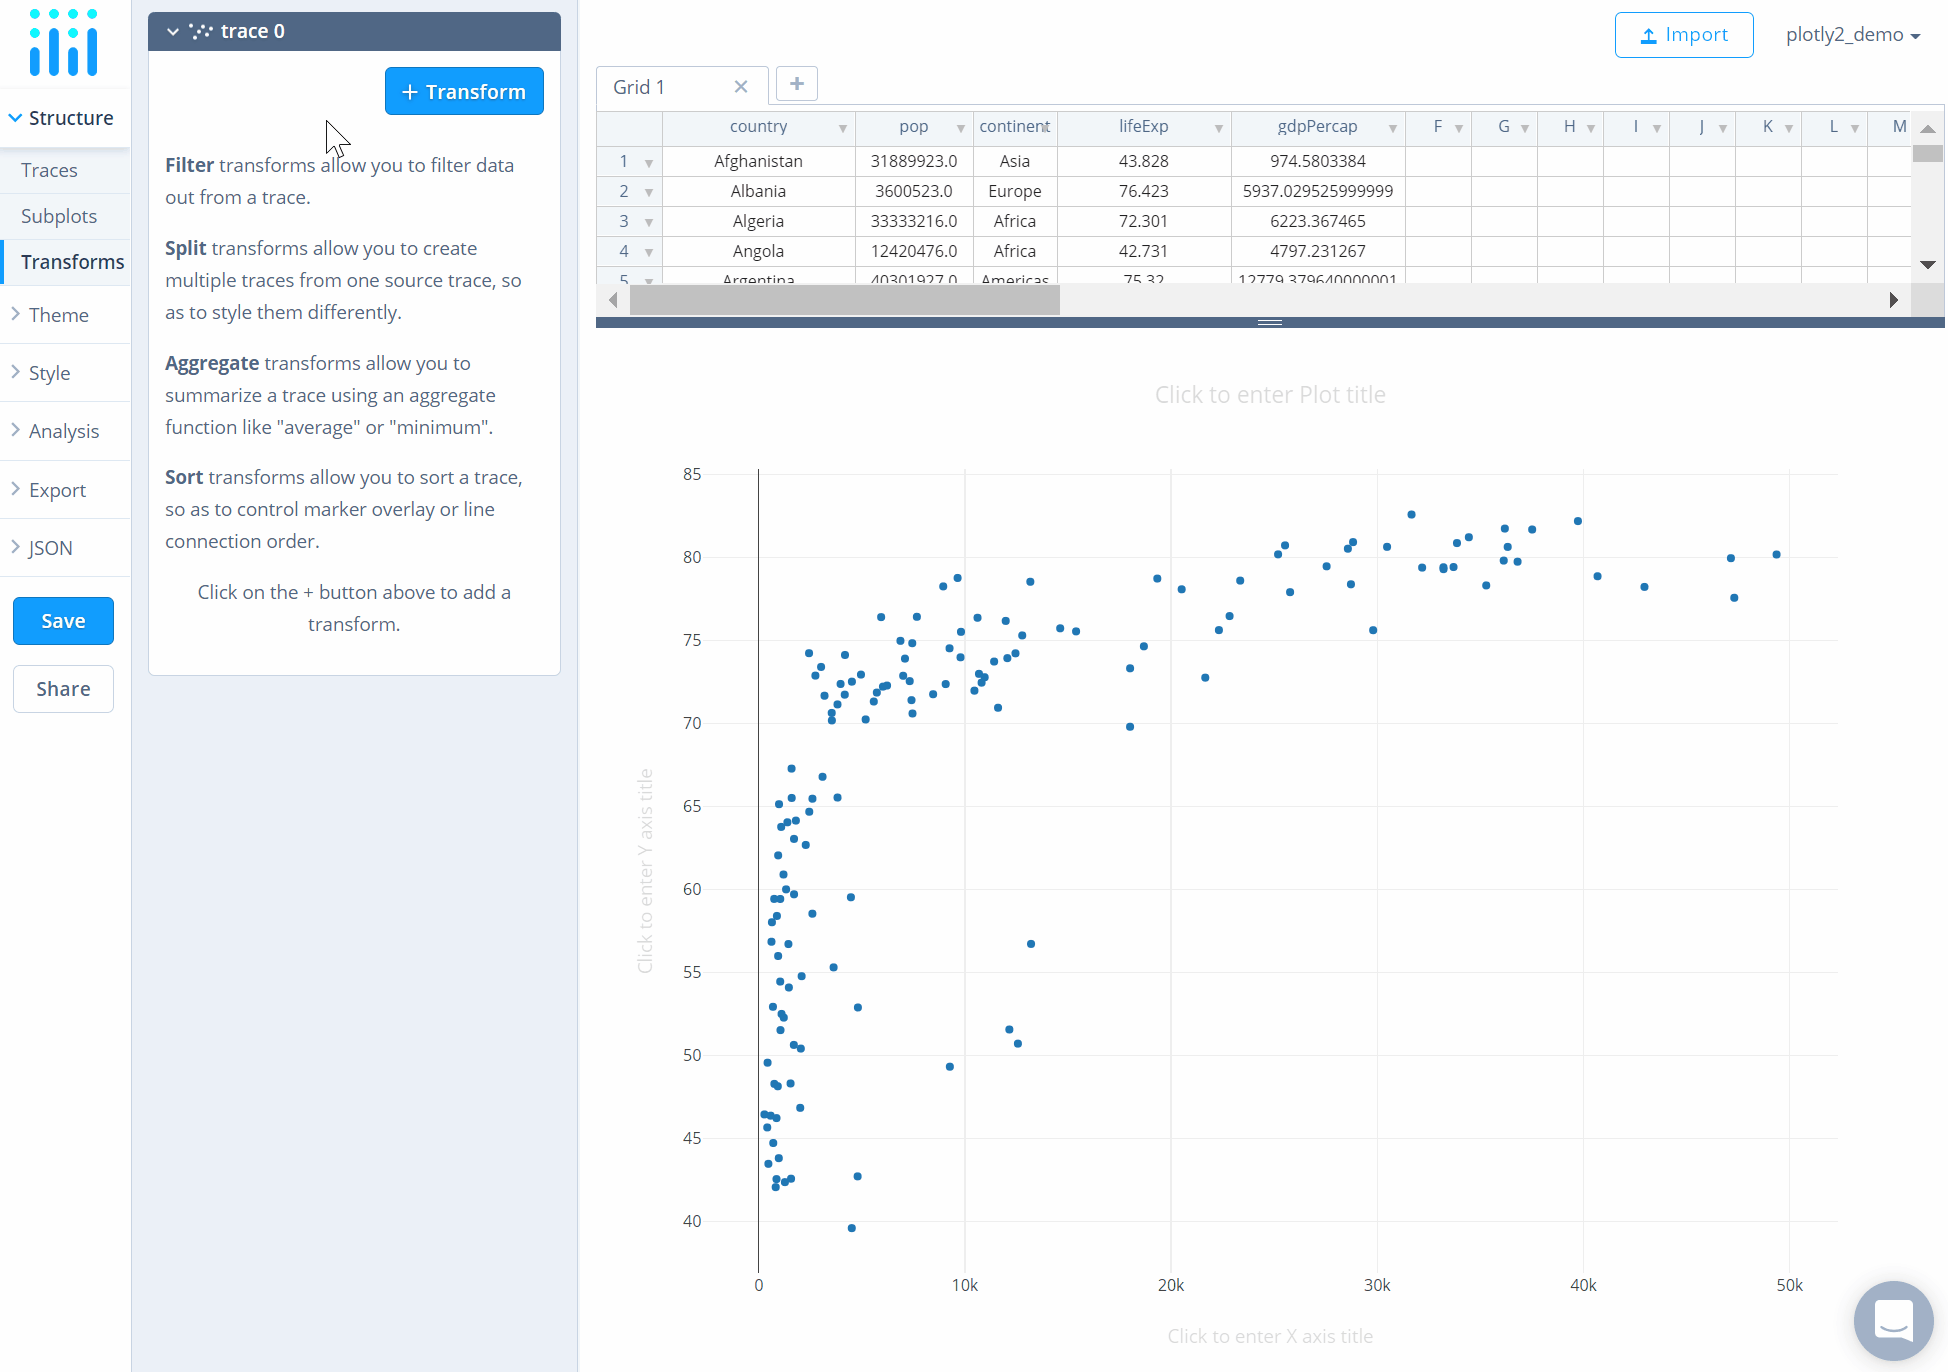 Structure
Traces
Subplots
Transforms
Theme
Style
Analysis
Export
JSON
Save
Share
trace 0
+ Transform
Filter transforms allow you to filter data
out from a trace.
Split transforms allow you to create
multiple traces from one source trace, so
as to style them differently.
Aggregate transforms allow you to
summarize a trace using an aggregate
function like "average" or "minimum".
Sort transforms allow you to sort a trace,
so as to control marker overlay or line
connection order.
Click on the + button above to add a
transform.
Import
plotly2_demo
Grid 1
+
country pop continent lifeExp gdpPercap F G H I J K L M
1 Afghanistan 31889923.0 Asia 43.828 974.5803384
2 Albania 3600523.0 Europe 76.423 5937.029525999999
3 Algeria 33333216.0 Africa 72.301 6223.367465
4 Angola 12420476.0 Africa 42.731 4797.231267
5 Argentina 40301927.0 Americas 75.32 12779.379640000001
Click to enter Plot title
85
80
75
70
65
60
55
50
45
40
Click to enter Y axis title
0 10k 20k 30k 40k 50k
Click to enter X axis title